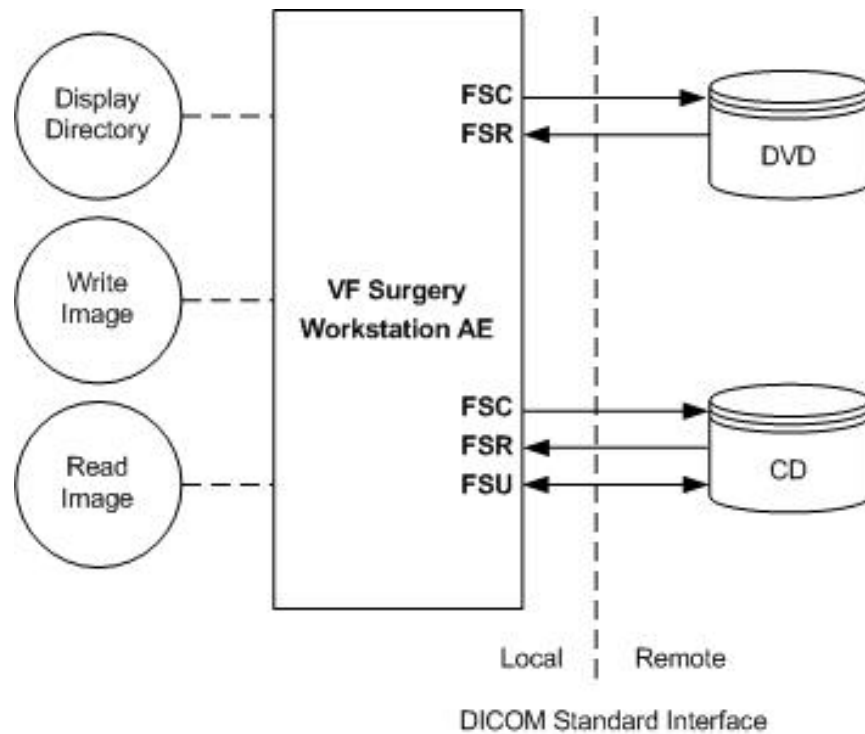 Display
Directory
Write
Image
Read
Image
VF Surgery
Workstation AE
FSC
FSR
FSC
FSR
FSU
DVD
CD
Local
Remote
DICOM Standard Interface